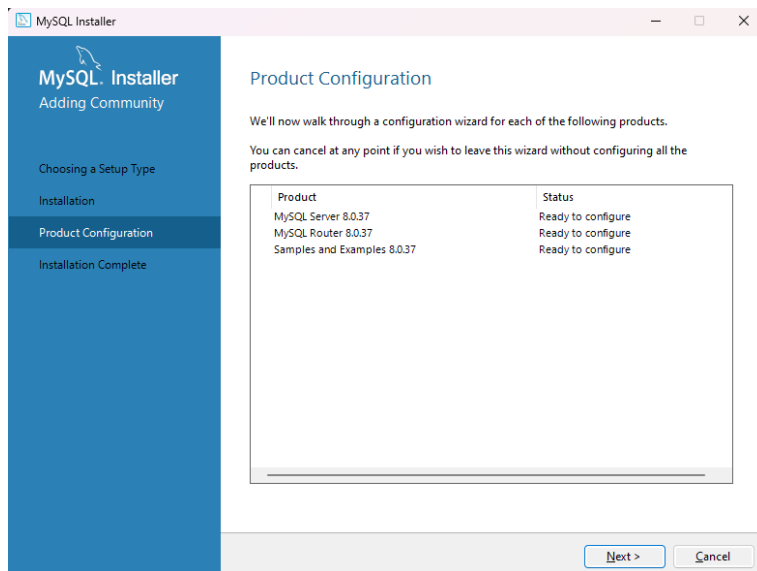 MySQL Installer
MySQL. Installer
Adding Community
Choosing a Setup Type
Installation
Product Configuration
Installation Complete
Product Configuration
We'll now walk through a configuration wizard for each of the following products.
You can cancel at any point if you wish to leave this wizard without configuring all the
products.
Product Status
MySQL Server 8.0.37 Ready to configure
MySQL Router 8.0.37 Ready to configure
Samples and Examples 8.0.37 Ready to configure
Next > Cancel